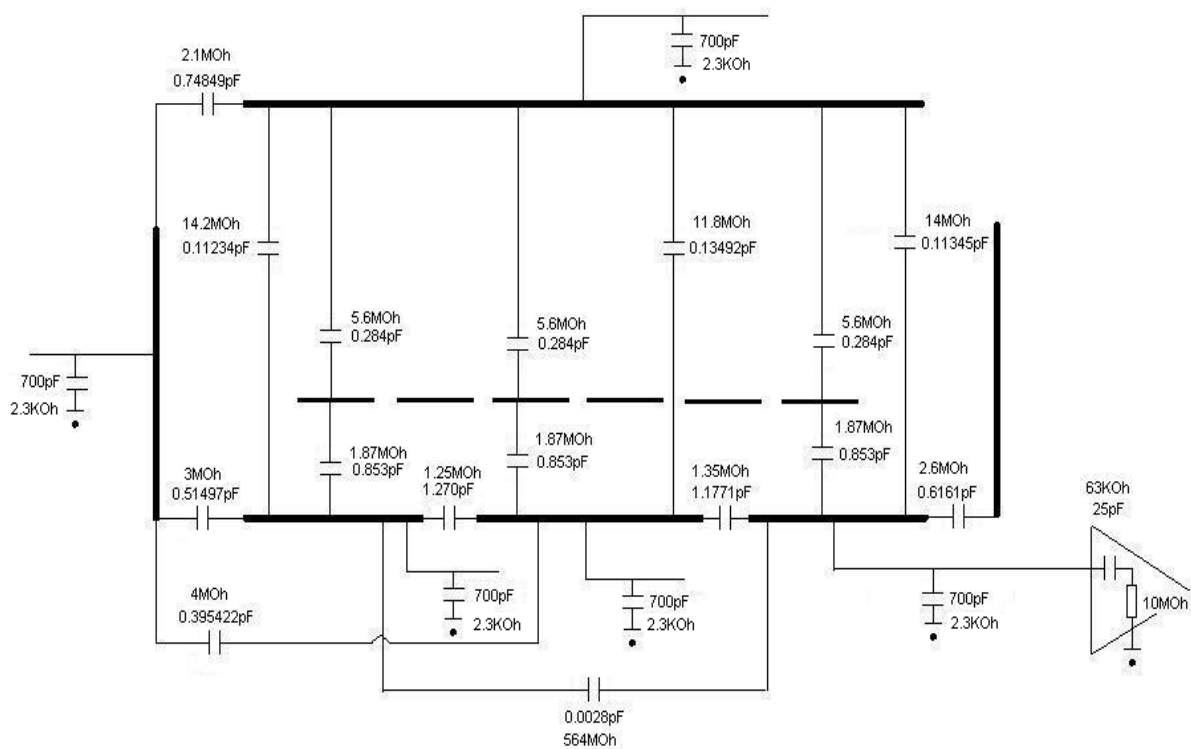 700pF
2.3KOh
2.1MOh
0.74849pF
14.2MOh
0.11234pF
11.8MOh
0.13492pF
14MOh
0.11345pF
5.6MOh
0.284pF
5.6MOh
0.284pF
5.6MOh
0.284pF
700pF
2.3KOh
1.87MOh
0.853pF
1.87MOh
0.853pF
1.87MOh
0.853pF
3MOh
0.51497pF
1.25MOh
1.270pF
1.35MOh
1.1771pF
2.6MOh
0.6161pF
63KOh
25pF
4MOh
0.395422pF
700pF
2.3KOh
700pF
2.3KOh
700pF
2.3KOh
10MOh
0.0028pF
564MOh